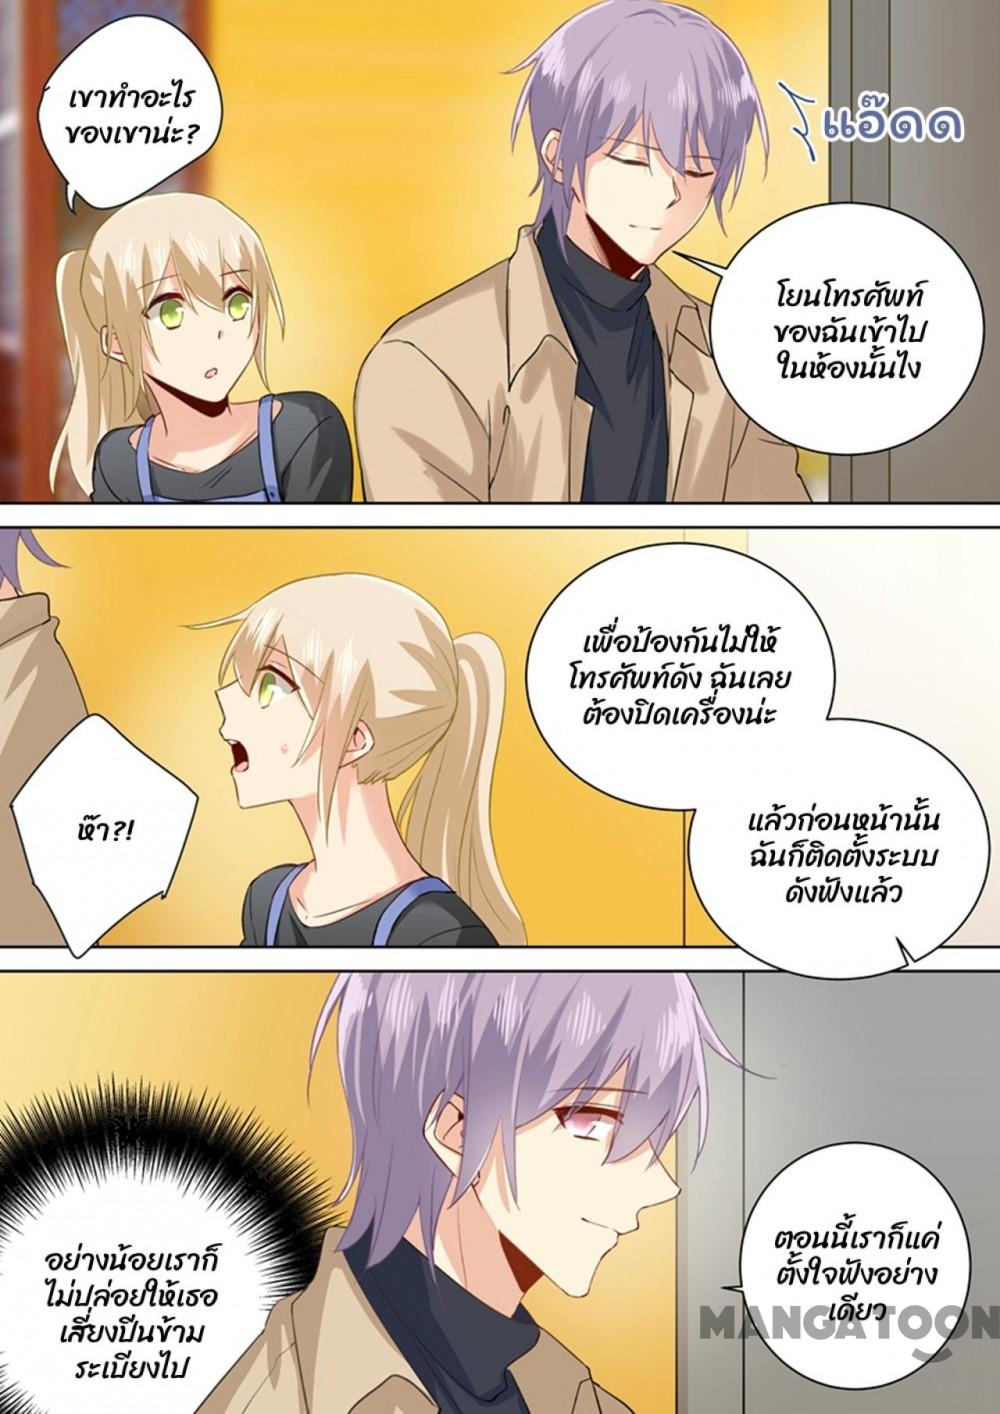 เขาทำอะไร
ของเขาน่ะ?
แอ๊ดด
โยนโทรศัพท์
ของฉันเข้าไป
ในห้องนั้นไง
เพื่อป้องกันไม่ให้
โทรศัพท์ดัง ฉันเลย
ต้องปิดเครื่องน่ะ
ห๊า?!
แล้วก่อนหน้านั้น
ฉันก็ติดตั้งระบบ
ดังฟังแล้ว
อย่างน้อยเราก็
ไม่ปล่อยให้เธอ
เสี่ยงปีนข้าม
ระเบียงไป
ตอนนี้เราก็แค่
ตั้งใจฟังอย่าง
เดียว
MANGATOON